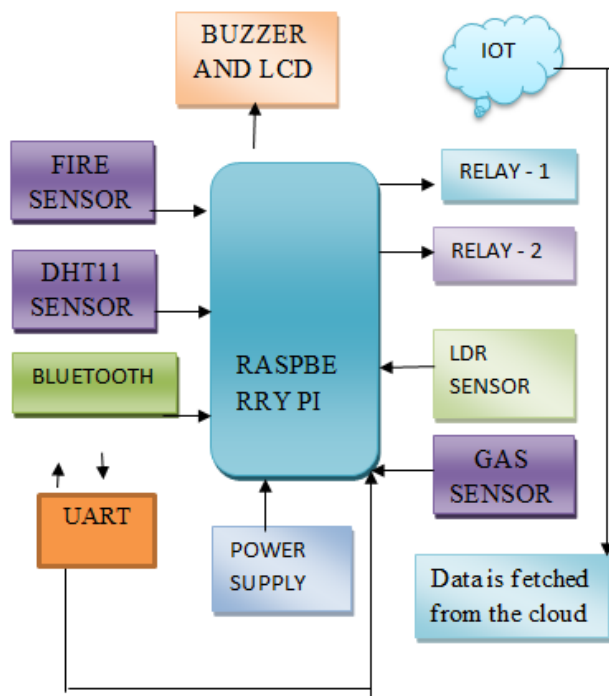 BUZZER
AND LCD
IOT
FIRE
SENSOR
RELAY - 1
DHT11
SENSOR
RELAY - 2
BLUETOOTH
RASPBE
RRY PI
LDR
SENSOR
GAS
SENSOR
UART
POWER
SUPPLY
Data is fetched
from the cloud